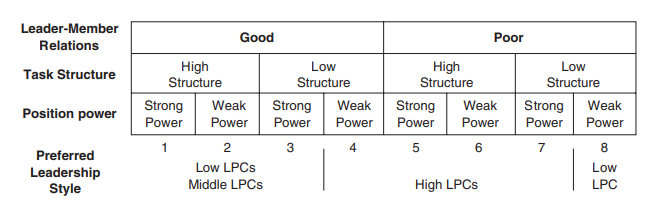 Leader-Member
Relations
Good
Poor
Task Structure
High
Structure
Low
Structure
High
Structure
Low
Structure
Position power
Strong
Power
Weak
Power
Strong
Power
Weak
Power
Strong
Power
Weak
Power
Strong
Power
Weak
Power
Preferred
Leadership
Style
1
2
3
4
5
6
7
8
Low LPCs
Middle LPCs
High LPCs
Low
LPC